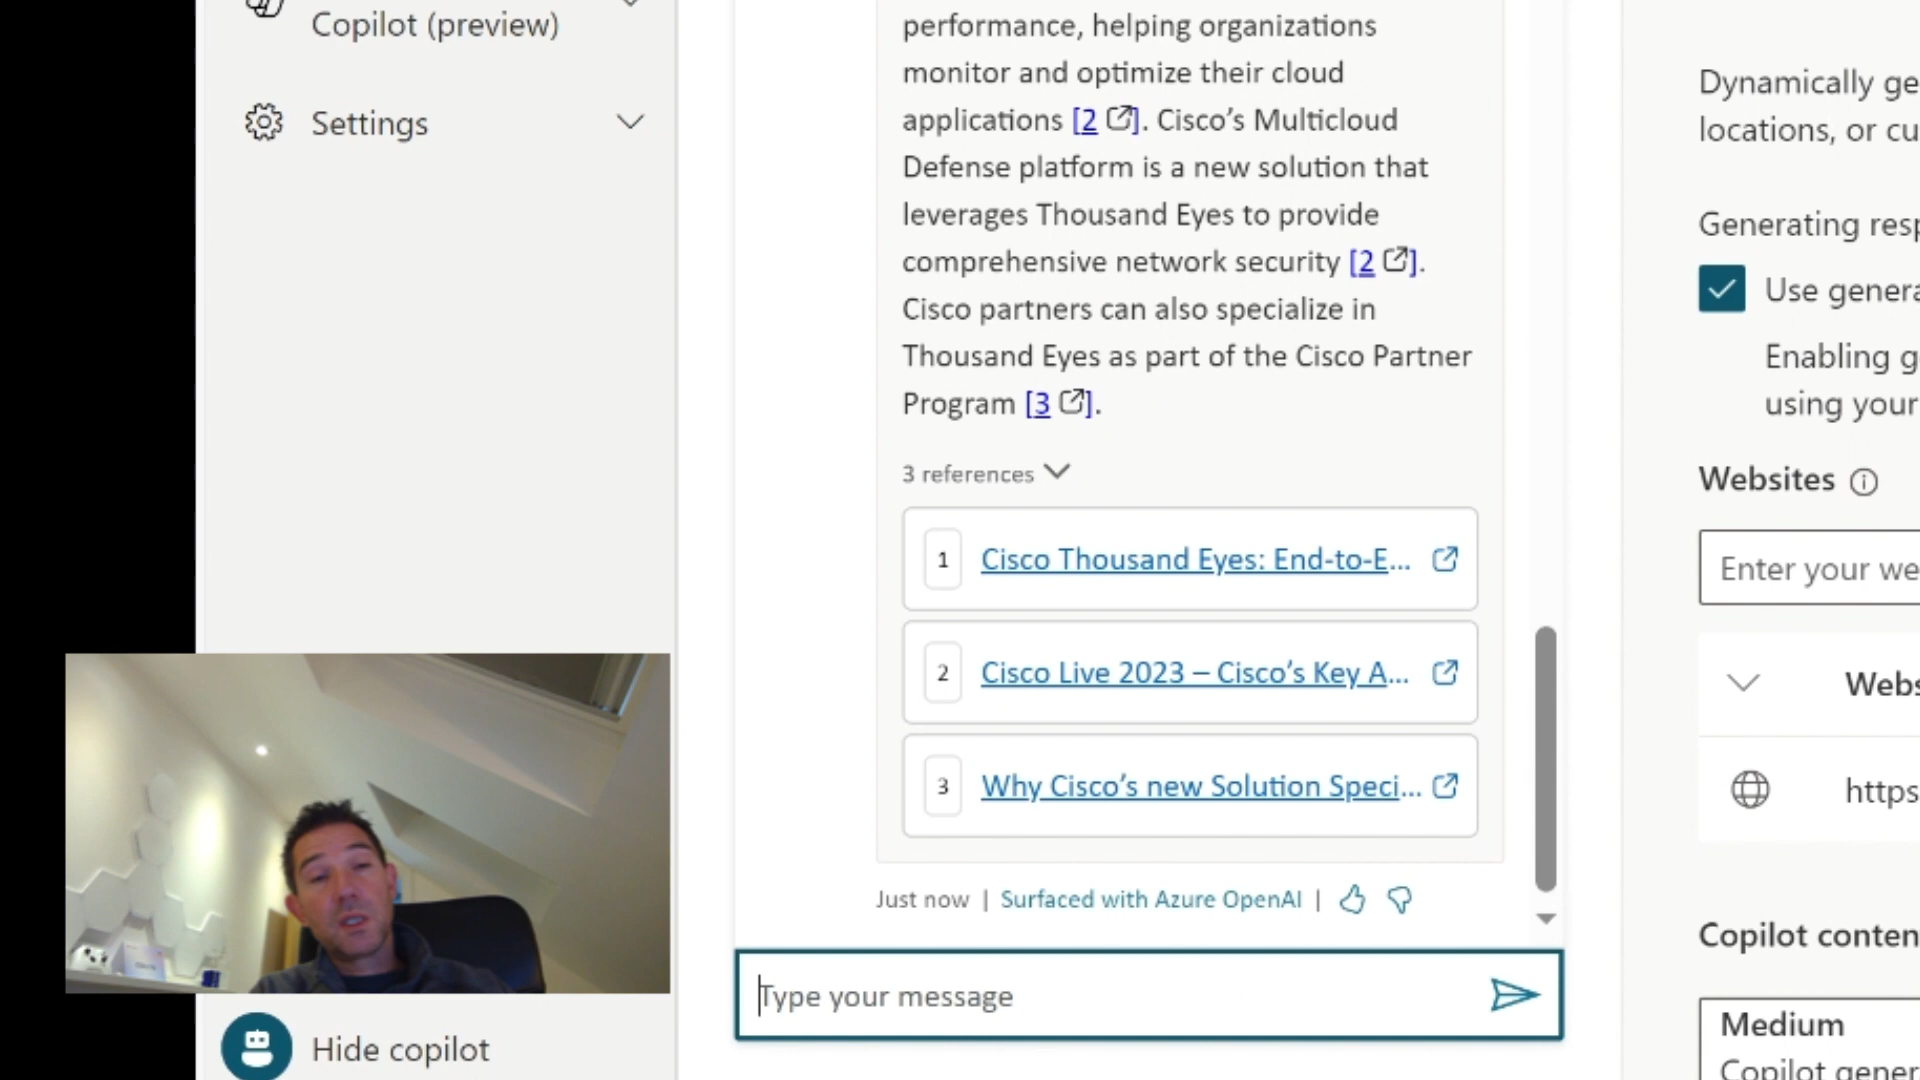 Copilot (preview)
Settings
Hide copilot
performance, helping organizations
monitor and optimize their cloud
applications [2]. Cisco’s Multicloud
Defense platform is a new solution that
leverages Thousand Eyes to provide
comprehensive network security [2].
Cisco partners can also specialize in
Thousand Eyes as part of the Cisco Partner
Program [3].
3 references
1 Cisco Thousand Eyes: End-to-E...
2 Cisco Live 2023 – Cisco’s Key A...
3 Why Cisco’s new Solution Speci...
Just now | Surfaced with Azure OpenAI |
Type your message
Dynamically ge
locations, or cu
Generating resp
Use genera
Enabling g
using your
Websites
Enter your we
Webs
https
Copilot conten
Medium
Copilot gener